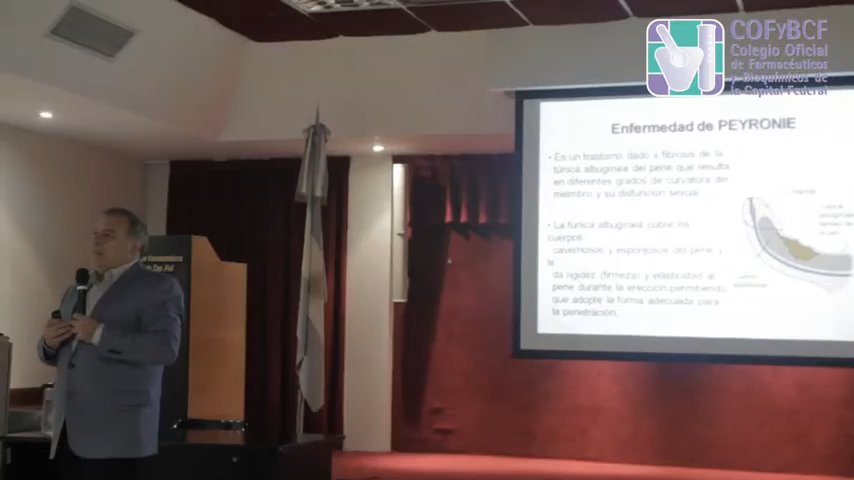 COFyBCF
Colegio Oficial
de Farmacéuticos
y Bioquímicos de
la Capital Federal
Enfermedad de PEYRONIE
• Es un trastorno dado x fibrosis de la
túnica albuginea del pene que resulta
en diferentes grados de curvatura del
miembro y su disfunción sexual
• La túnica albuginea cubre los
cuerpos
cavernosos y esponjosos del pene y
le
da rigidez (firmeza) y elasticidad al
pene durante la erección permitiendo
que adopte la forma adecuada para
la penetración.